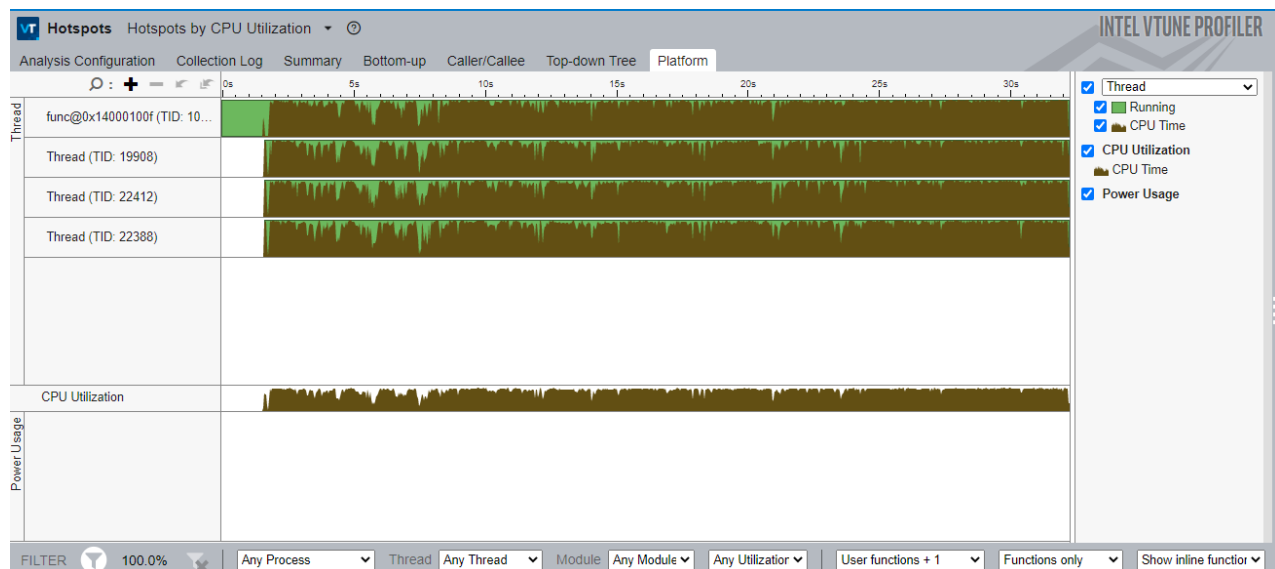 Hotspots Hotspots by CPU Utilization
INTEL VTUNE PROFILER
Analysis Configuration Collection Log Summary Bottom-up Caller/Callee Top-down Tree Platform
0s 5s 10s 15s 20s 25s 30s
Thread
func@0x14000100f (TID: 10...
Thread (TID: 19908)
Thread (TID: 22412)
Thread (TID: 22388)
CPU Utilization
Power Usage
Thread
Running
CPU Time
CPU Utilization
CPU Time
Power Usage
FILTER 100.0% Any Process Thread Any Thread Module Any Module Any Utilization User functions + 1 Functions only Show inline function